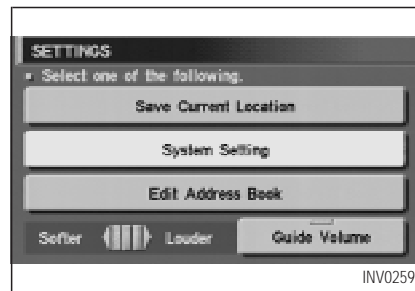 SETTINGS
Select one of the following.
Save Current Location
System Setting
Edit Address Book
Softer Louder Guide Volume
INV0259